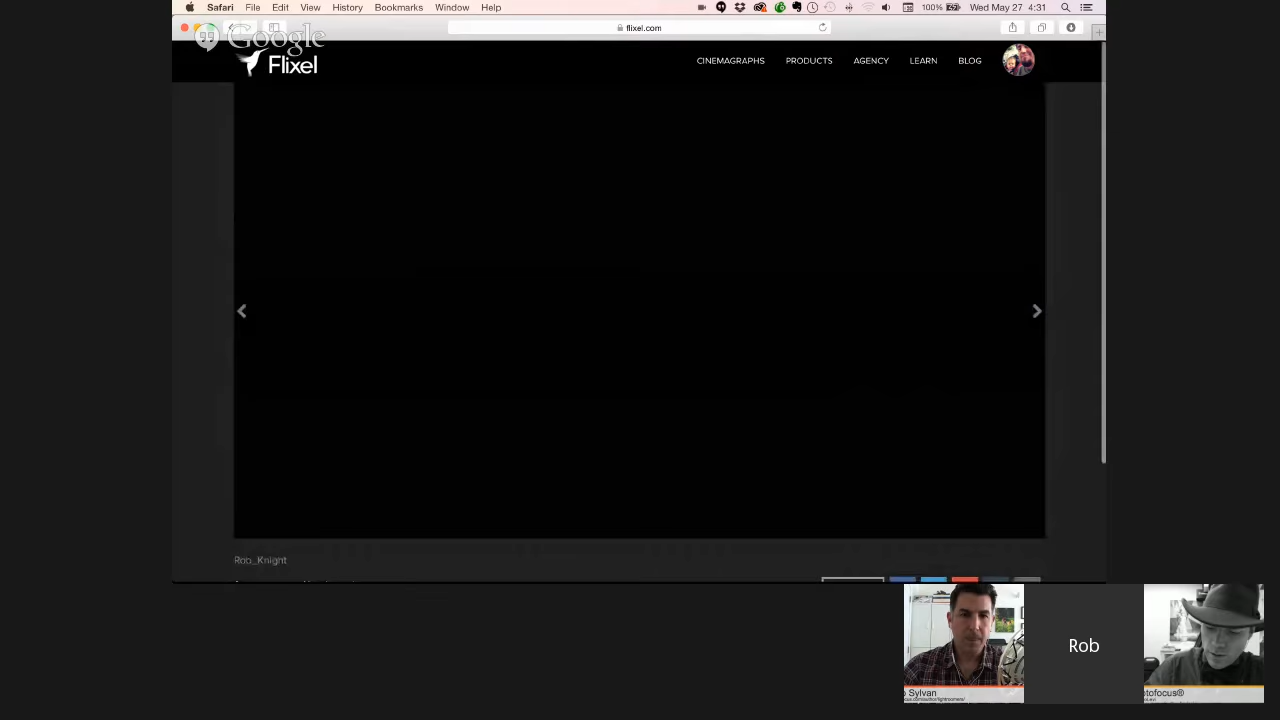 Safari File Edit View History Bookmarks Window Help 100% Wed May 27 4:31
flixel.com
Google
Flixel CINEMAGRAPHS PRODUCTS AGENCY LEARN BLOG
Rob_Knight
Rob
Sylvan
otofocus®